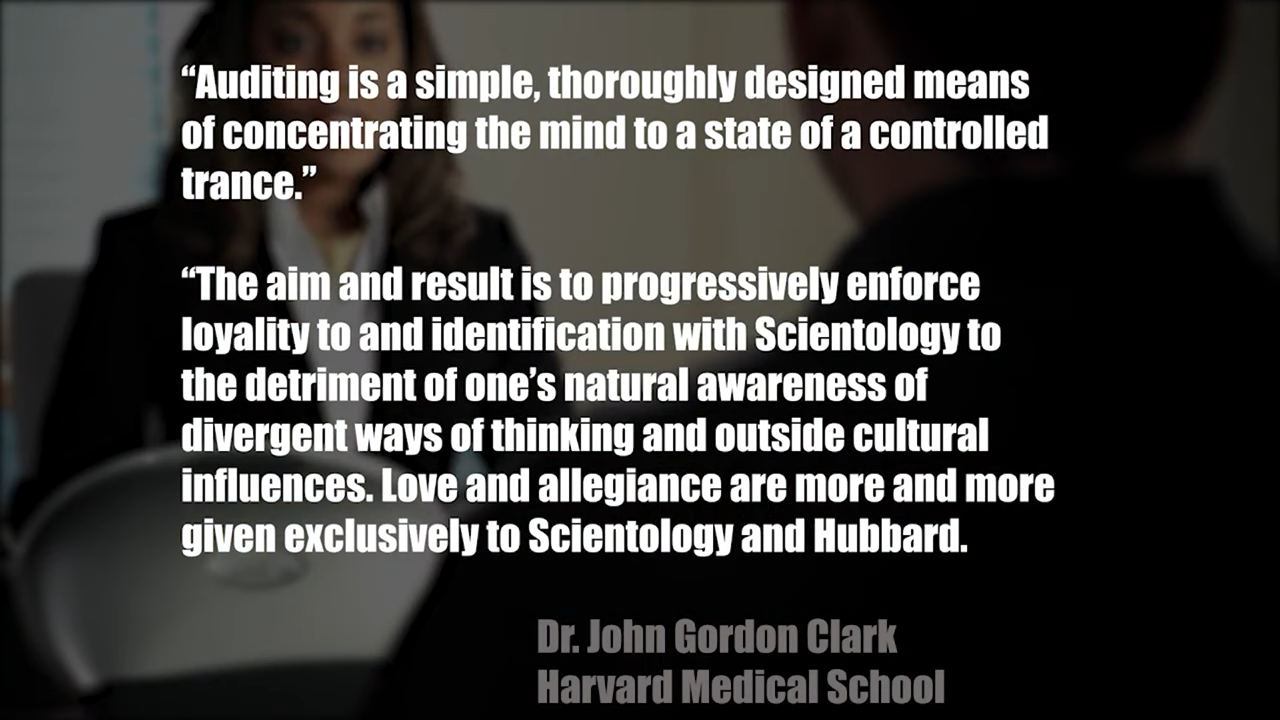 “Auditing is a simple, thoroughly designed means
of concentrating the mind to a state of a controlled
trance.”
“The aim and result is to progressively enforce
loyality to and identification with Scientology to
the detriment of one’s natural awareness of
divergent ways of thinking and outside cultural
influences. Love and allegiance are more and more
given exclusively to Scientology and Hubbard.
Dr. John Gordon Clark
Harvard Medical School